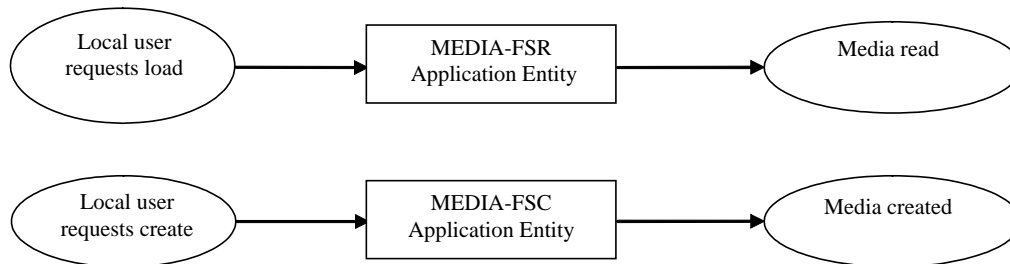 Local user
requests load
MEDIA-FSR
Application Entity
Media read
Local user
requests create
MEDIA-FSC
Application Entity
Media created